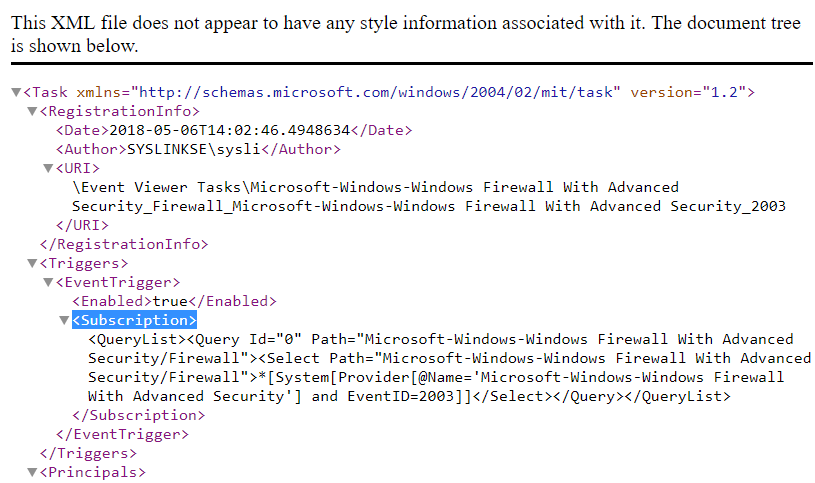 This XML file does not appear to have any style information associated with it. The document tree
is shown below.
▼<Task xmlns="http://schemas.microsoft.com/windows/2004/02/mit/task" version="1.2">
▼<RegistrationInfo>
<Date>2018-05-06T14:02:46.4948634</Date>
<Author>SYSLINKSE\sysli</Author>
▼<URI>
\Event Viewer Tasks\Microsoft-Windows-Windows Firewall With Advanced
Security_Firewall_Microsoft-Windows-Windows Firewall With Advanced Security_2003
</URI>
</RegistrationInfo>
▼<Triggers>
▼<EventTrigger>
<Enabled>true</Enabled>
▼<Subscription>
<QueryList><Query Id="0" Path="Microsoft-Windows-Windows Firewall With Advanced
Security/Firewall"><Select Path="Microsoft-Windows-Windows Firewall With Advanced
Security/Firewall">*[System[Provider[@Name='Microsoft-Windows-Windows Firewall
With Advanced Security'] and EventID=2003]]</Select></Query></QueryList>
</Subscription>
</EventTrigger>
</Triggers>
▼<Principals>